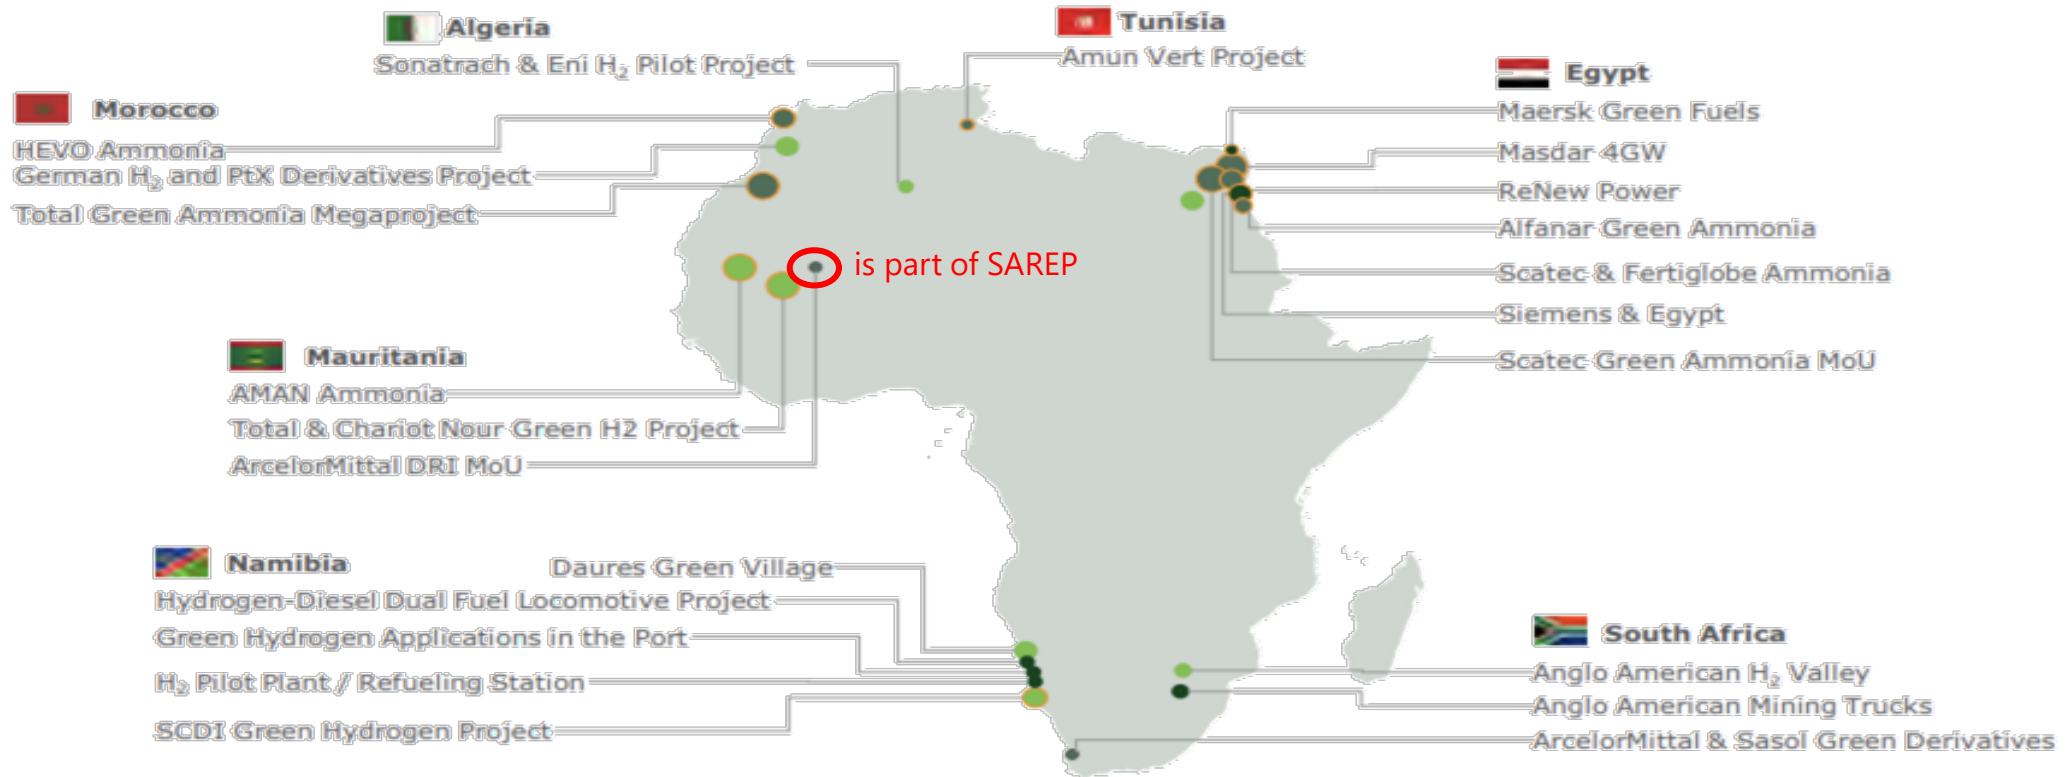 Algeria
Sonatrach & Eni H₂ Pilot Project
Tunisia
Amun Vert Project
Egypt
Maersk Green Fuels
Masdar 4GW
ReNew Power
Alfanar Green Ammonia
Scatec & Fertiglobe Ammonia
Siemens & Egypt
Scatec Green Ammonia MoU
Morocco
HEVO Ammonia
German H₂ and PtX Derivatives Project
Total Green Ammonia Megaproject
is part of SAREP
Mauritania
AMAN Ammonia
Total & Chariot Nour Green H2 Project
ArcelorMittal DRI MoU
Namibia
Daures Green Village
Hydrogen-Diesel Dual Fuel Locomotive Project
Green Hydrogen Applications in the Port
H₂ Pilot Plant / Refueling Station
SCDI Green Hydrogen Project
South Africa
Anglo American H₂ Valley
Anglo American Mining Trucks
ArcelorMittal & Sasol Green Derivatives